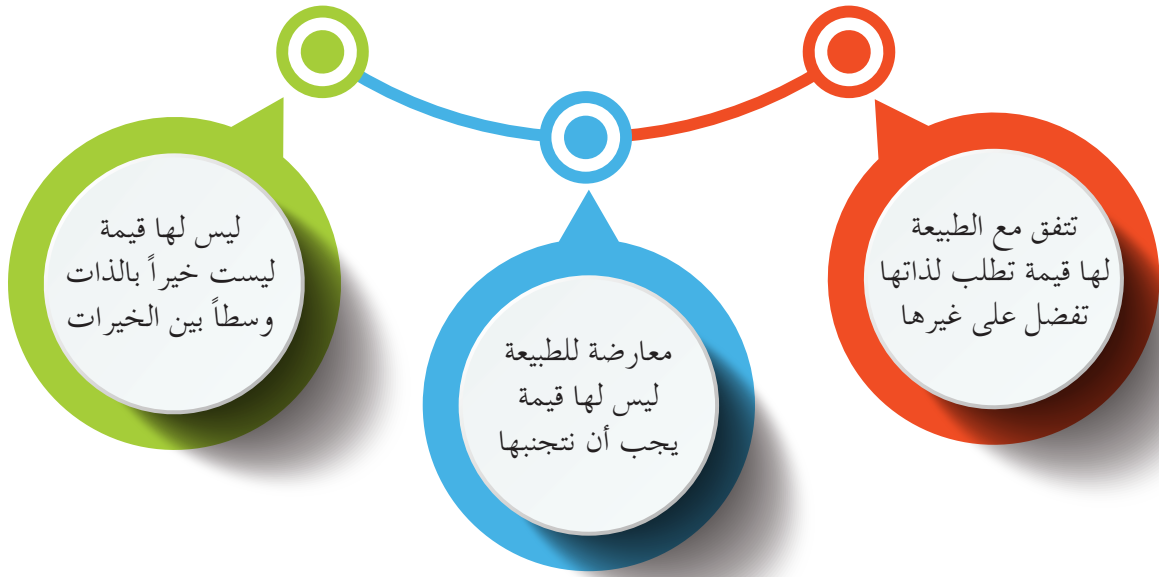 تتفق مع الطبيعة
لها قيمة تطلب لذاتها
تفضل على غيرها
معارضة للطبيعة
ليس لها قيمة
يجب أن نتجنبها
ليس لها قيمة
ليست خيراً بالذات
وسطاً بين الخيرات